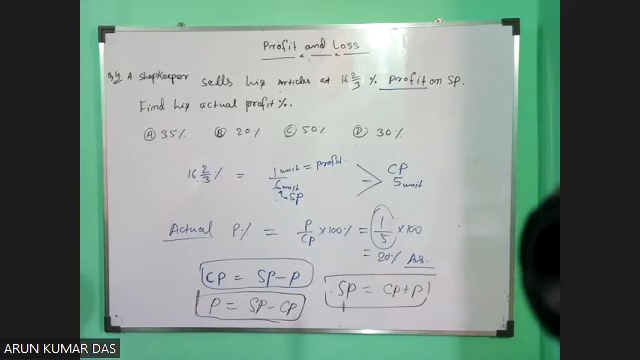 Profit and Loss
A Shopkeeper sells his Articles at 16 2/3 % Profit on SP.
Find his actual profit %.
(A) 35% (B) 20% (C) 50% (D) 30%
16 2/3 % = 1 unit = profit / 6 unit → SP > CP 5 unit
Actual P% = P/CP × 100% = 1/5 × 100
= 20% Ans.
CP = SP - P
P = SP - CP
SP = CP + P
ARUN KUMAR DAS